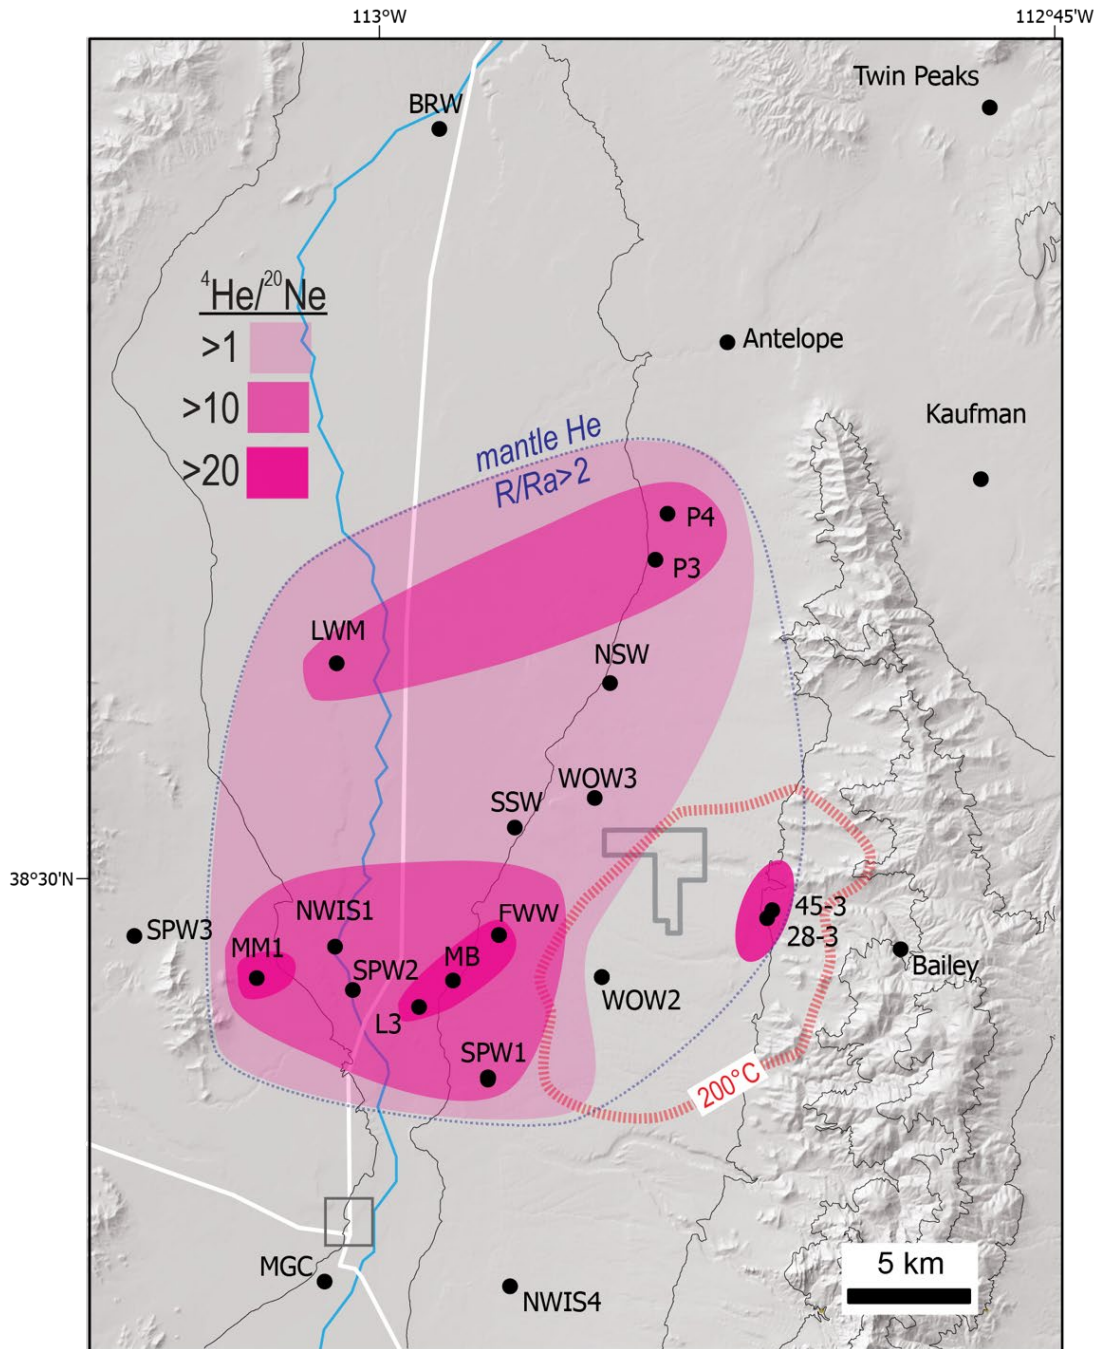 113°W
112°45'W
Twin Peaks
BRW
⁴He/²⁰Ne
>1
>10
>20
Antelope
Kaufman
mantle He
R/Ra>2
P4
P3
LWM
NSW
WOW3
SSW
38°30'N
NWIS1
FWW
45-3
28-3
SPW3
MM1
SPW2
MB
Bailey
WOW2
L3
SPW1
200°C
5 km
MGC
NWIS4